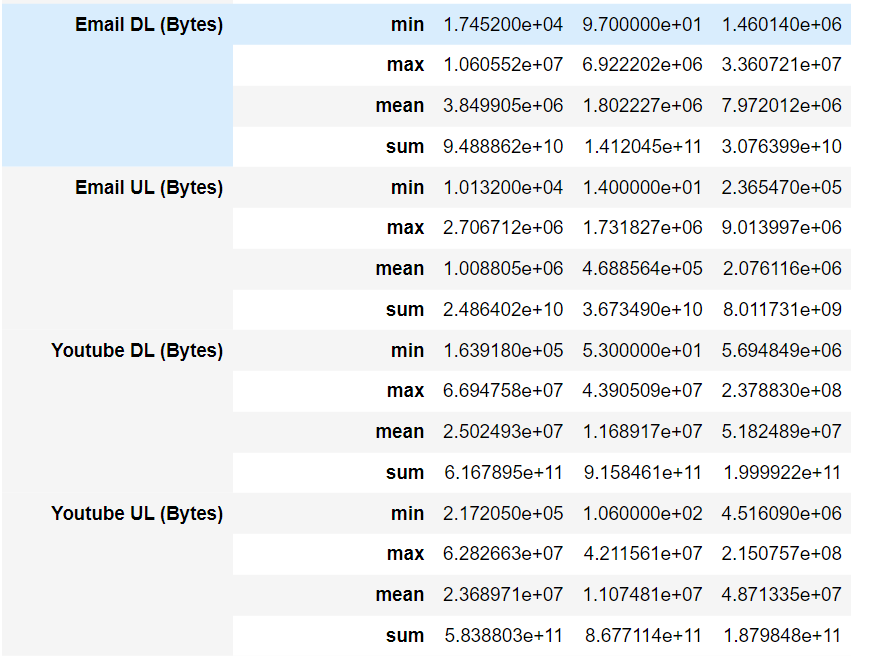 Email DL (Bytes) min 1.745200e+04 9.700000e+01 1.460140e+06
max 1.060552e+07 6.922202e+06 3.360721e+07
mean 3.849905e+06 1.802227e+06 7.972012e+06
sum 9.488862e+10 1.412045e+11 3.076399e+10
Email UL (Bytes) min 1.013200e+04 1.400000e+01 2.365470e+05
max 2.706712e+06 1.731827e+06 9.013997e+06
mean 1.008805e+06 4.688564e+05 2.076116e+06
sum 2.486402e+10 3.673490e+10 8.011731e+09
Youtube DL (Bytes) min 1.639180e+05 5.300000e+01 5.694849e+06
max 6.694758e+07 4.390509e+07 2.378830e+08
mean 2.502493e+07 1.168917e+07 5.182489e+07
sum 6.167895e+11 9.158461e+11 1.999922e+11
Youtube UL (Bytes) min 2.172050e+05 1.060000e+02 4.516090e+06
max 6.282663e+07 4.211561e+07 2.150757e+08
mean 2.368971e+07 1.107481e+07 4.871335e+07
sum 5.838803e+11 8.677114e+11 1.879848e+11